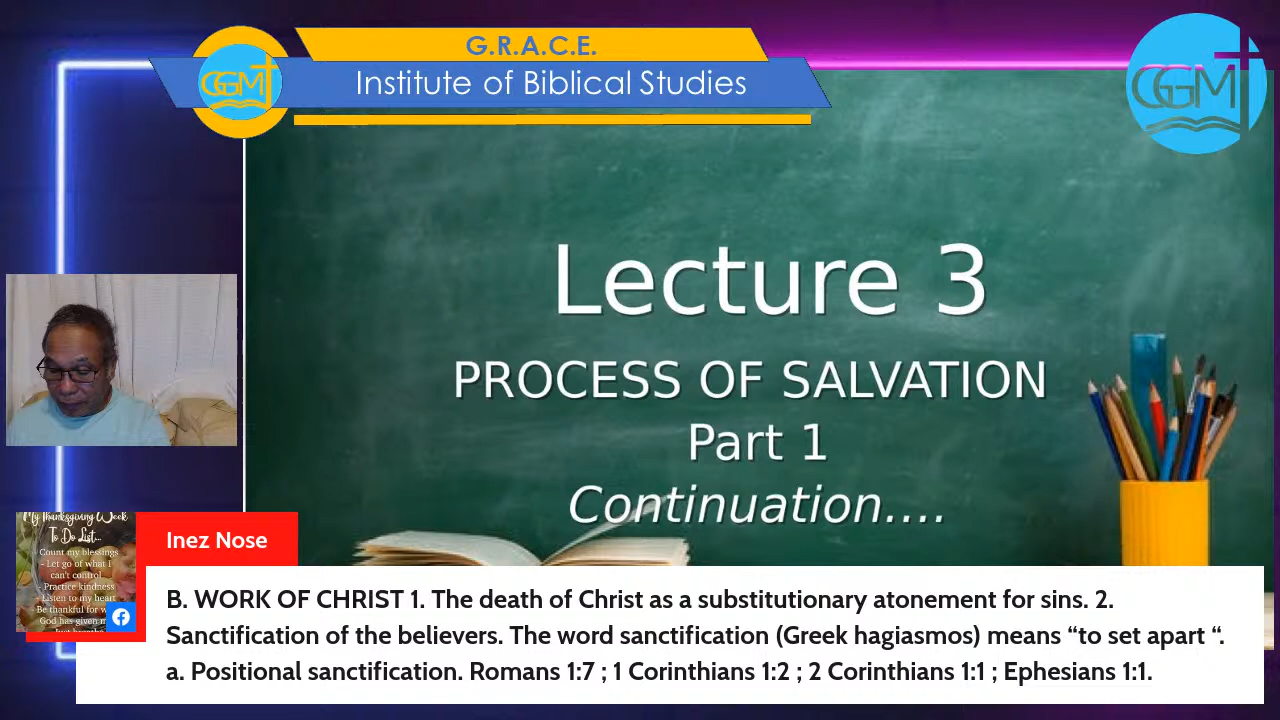 G.R.A.C.E.
Institute of Biblical Studies
CGM
CGM
Lecture 3
PROCESS OF SALVATION
Part 1
Continuation....
My Thanksgiving Week
To Do List...
Count my blessings
- Let go of what I
can't control
- Practice kindness
Listen to my heart
Be thankful for
God has given
Inez Nose
B. WORK OF CHRIST 1. The death of Christ as a substitutionary atonement for sins. 2.
Sanctification of the believers. The word sanctification (Greek hagiasmos) means “to set apart “.
a. Positional sanctification. Romans 1:7 ; 1 Corinthians 1:2 ; 2 Corinthians 1:1 ; Ephesians 1:1.